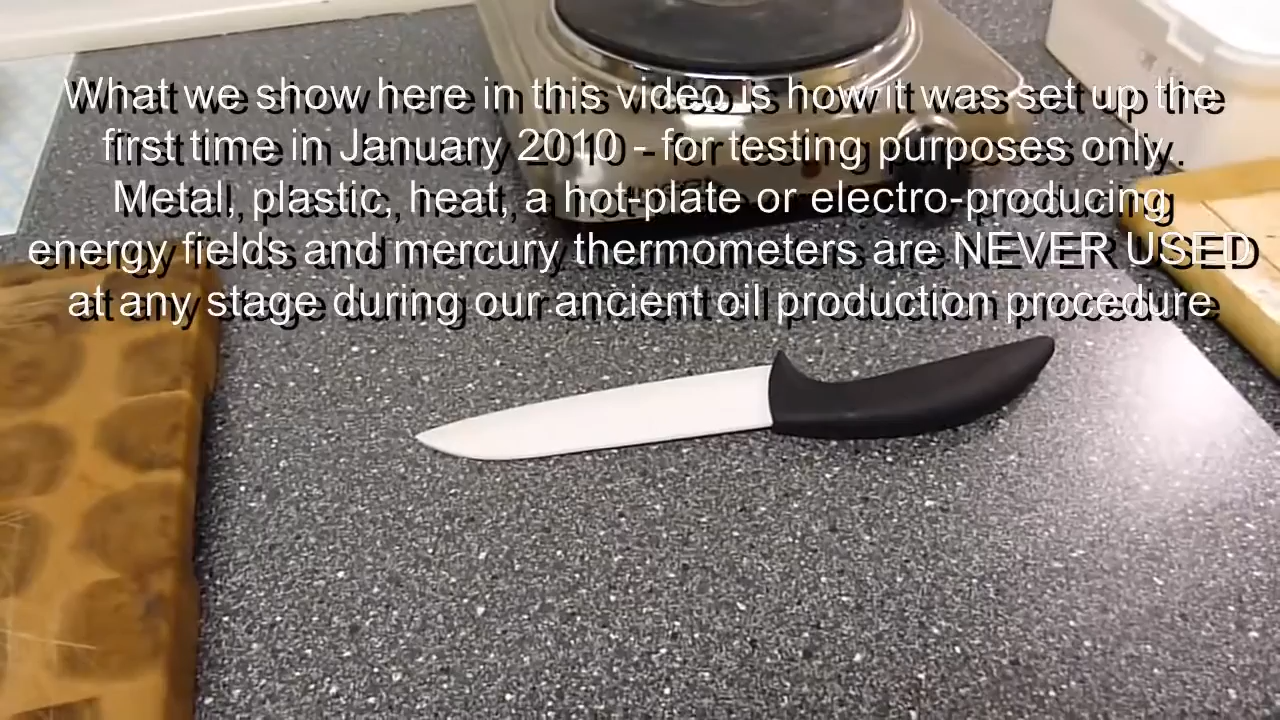 What we show here in this video is how it was set up the
first time in January 2010 - for testing purposes only.
Metal, plastic, heat, a hot-plate or electro-producing
energy fields and mercury thermometers are NEVER USED
at any stage during our ancient oil production procedure